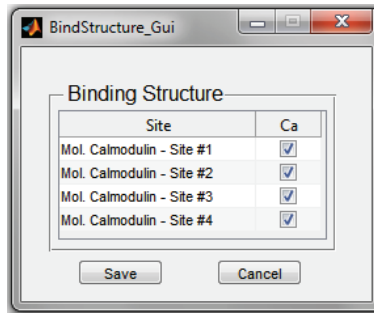 BindStructure_Gui
Binding Structure
Site Ca
Mol. Calmodulin - Site #1
Mol. Calmodulin - Site #2
Mol. Calmodulin - Site #3
Mol. Calmodulin - Site #4
Save Cancel